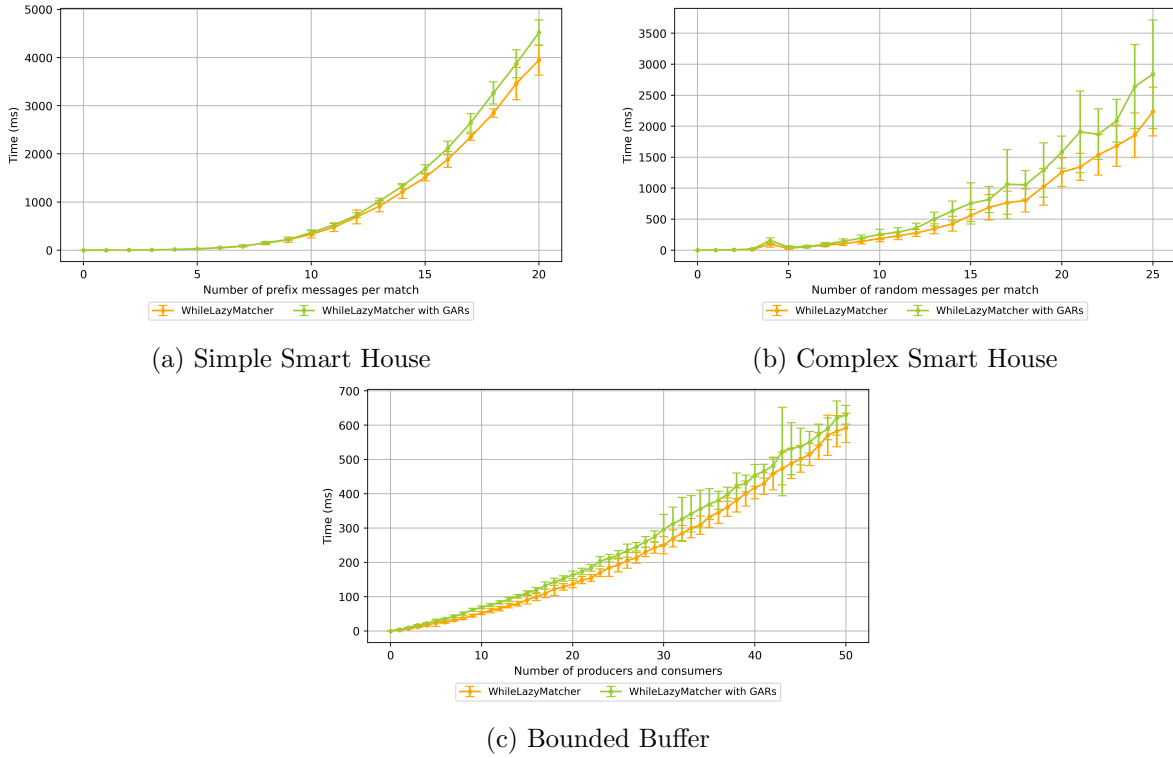 5000
4000
3000
2000
1000
0
Time (ms)
0 5 10 15 20
Number of prefix messages per match
WhileLazyMatcher WhileLazyMatcher with GARs
(a) Simple Smart House
3500
3000
2500
2000
1500
1000
500
0
Time (ms)
0 5 10 15 20 25
Number of random messages per match
WhileLazyMatcher WhileLazyMatcher with GARs
(b) Complex Smart House
700
600
500
400
300
200
100
0
Time (ms)
0 10 20 30 40 50
Number of producers and consumers
WhileLazyMatcher WhileLazyMatcher with GARs
(c) Bounded Buffer